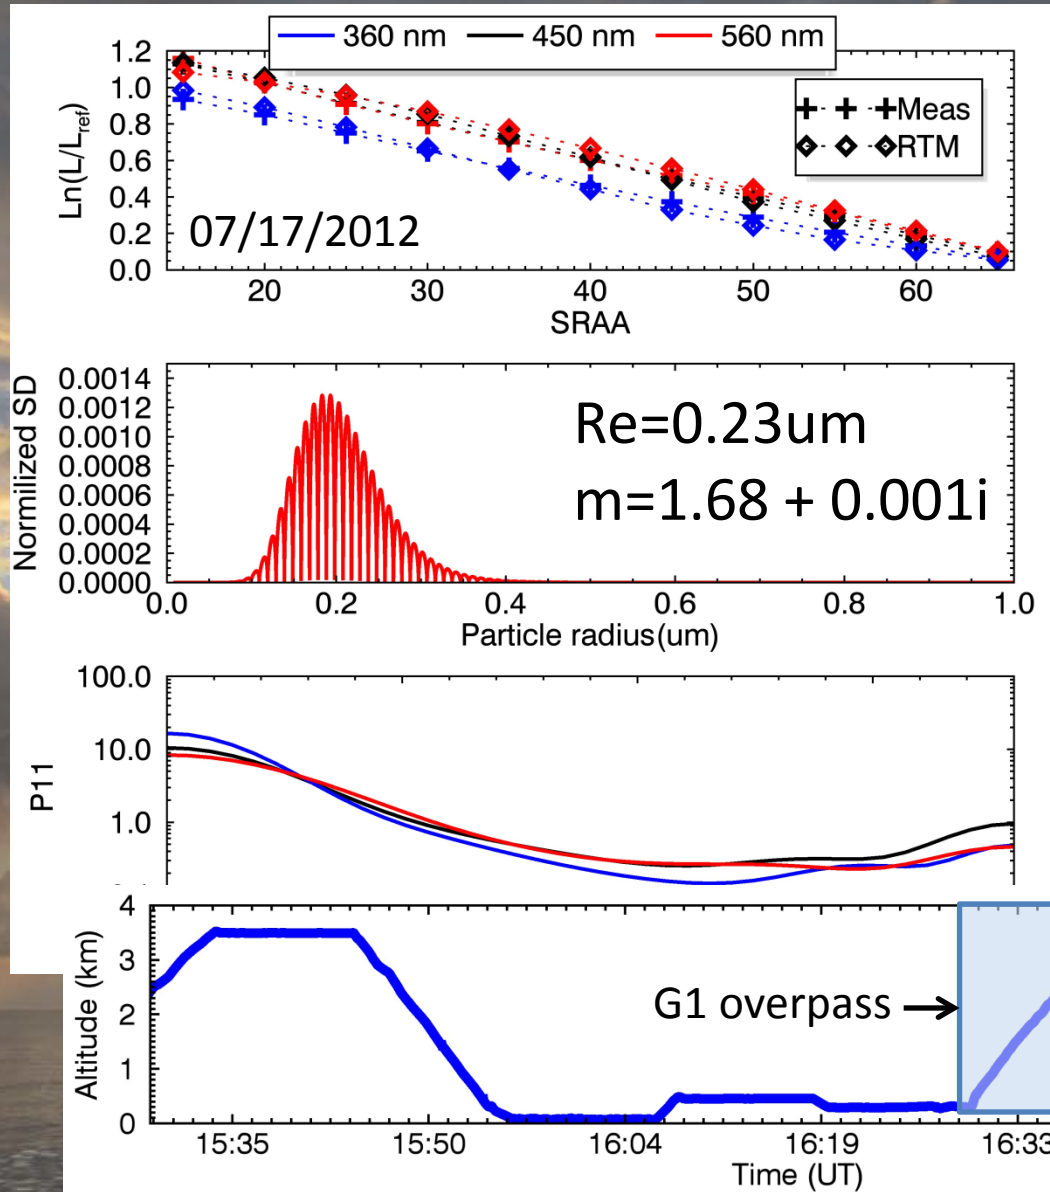 360 nm 450 nm 560 nm
1.2
1.0
0.8
0.6
0.4
0.2
0.0
Ln(L/Lref)
Meas
RTM
07/17/2012
20 30 40 50 60
SRAA
0.0014
0.0012
0.0010
0.0008
0.0006
0.0004
0.0002
0.0000
Normilized SD
Re=0.23um
m=1.68 + 0.001i
0.0 0.2 0.4 0.6 0.8 1.0
Particle radius(um)
100.0
10.0
1.0
P11
4
3
2
1
0
Altitude (km)
G1 overpass
15:35 15:50 16:04 16:19 16:33
Time (UT)